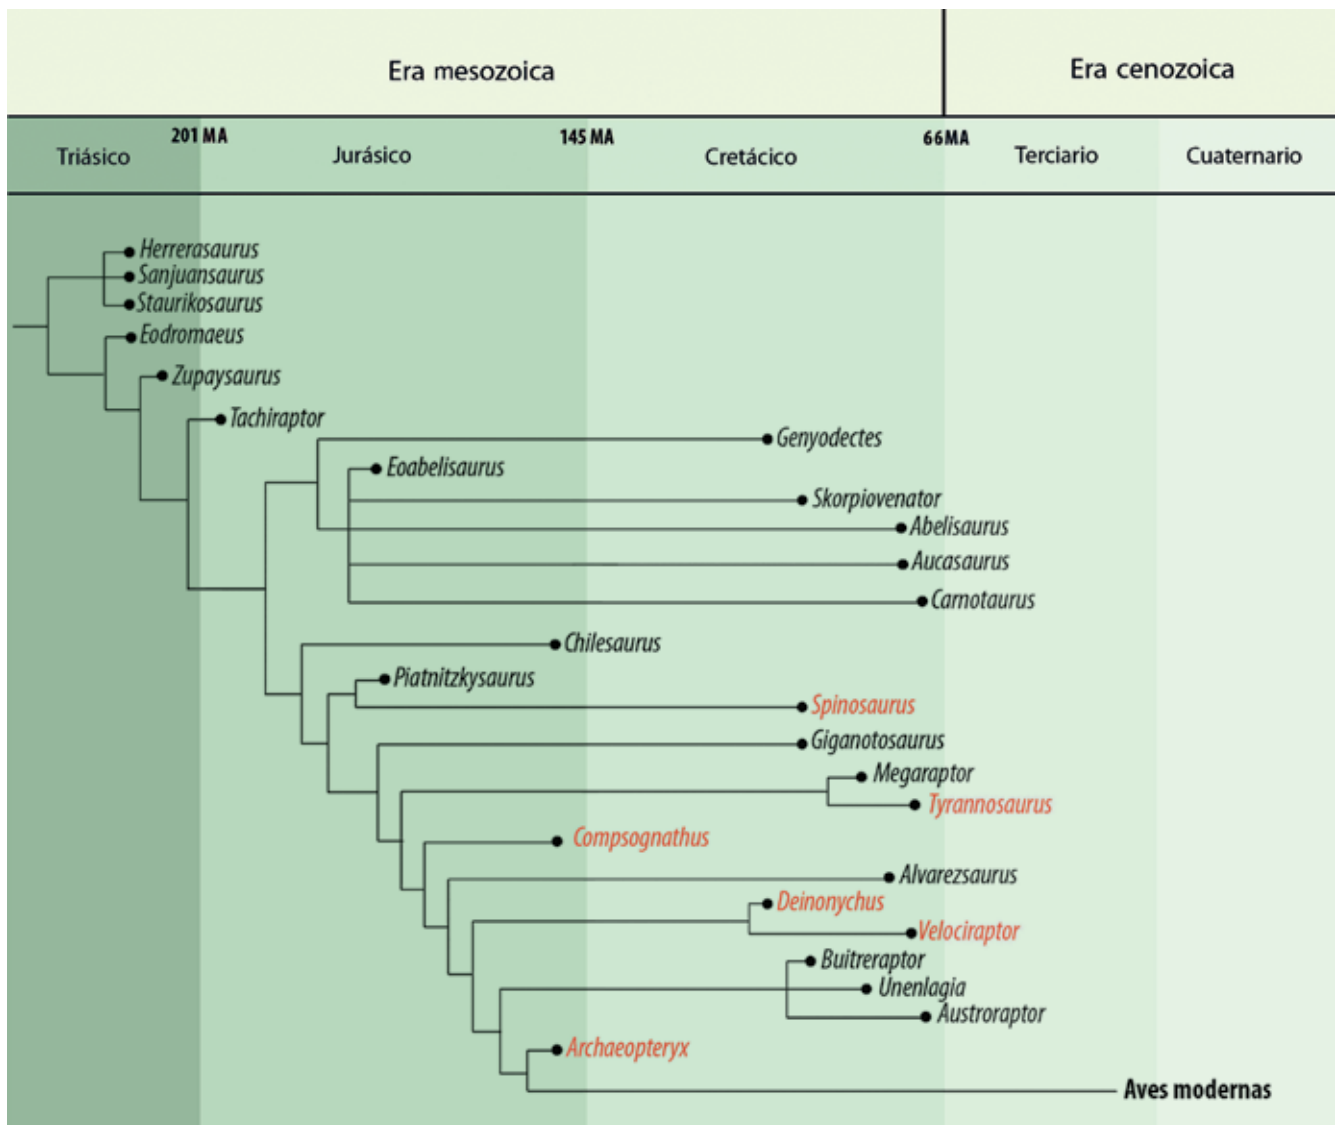 Era mesozoica
Era cenozoica
201 MA
145 MA
66MA
Triásico
Jurásico
Cretácico
Terciario
Cuaternario
Herrerasaurus
Sanjuansaurus
Staurikosaurus
Eodromaeus
Zupaysaurus
Tachiraptor
Genyodectes
Eoabelisaurus
Skorpiovenator
Abelisaurus
Aucasaurus
Carnotaurus
Chilesaurus
Piatnitzkysaurus
Spinosaurus
Giganotosaurus
Megaraptor
Tyrannosaurus
Compsognathus
Alvarezsaurus
Deinonychus
Velociraptor
Buitreraptor
Unenlagia
Austroraptor
Archaeopteryx
Aves modernas